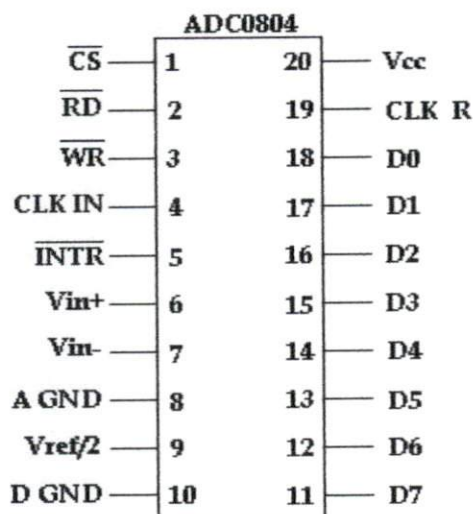 ADC0804
CS 1 20 Vcc
RD 2 19 CLK R
WR 3 18 D0
CLK IN 4 17 D1
INTR 5 16 D2
Vin+ 6 15 D3
Vin- 7 14 D4
A GND 8 13 D5
Vref/2 9 12 D6
D GND 10 11 D7